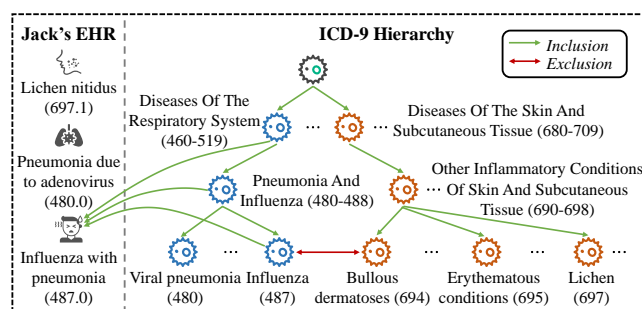 Jack's EHR
Lichen nitidus
(697.1)
Pneumonia due
to adenovirus
(480.0)
Influenza with
pneumonia
(487.0)
ICD-9 Hierarchy
Inclusion
Exclusion
Diseases Of The
Respiratory System
(460-519)
...
... Diseases Of The Skin And
Subcutaneous Tissue (680-709)
Pneumonia And
Influenza (480-488)
Other Inflammatory Conditions
... Of Skin And Subcutaneous
Tissue (690-698)
...
...
...
Viral pneumonia
(480)
Influenza
(487)
Bullous
dermatoses (694)
Erythematous
conditions (695)
Lichen
(697)